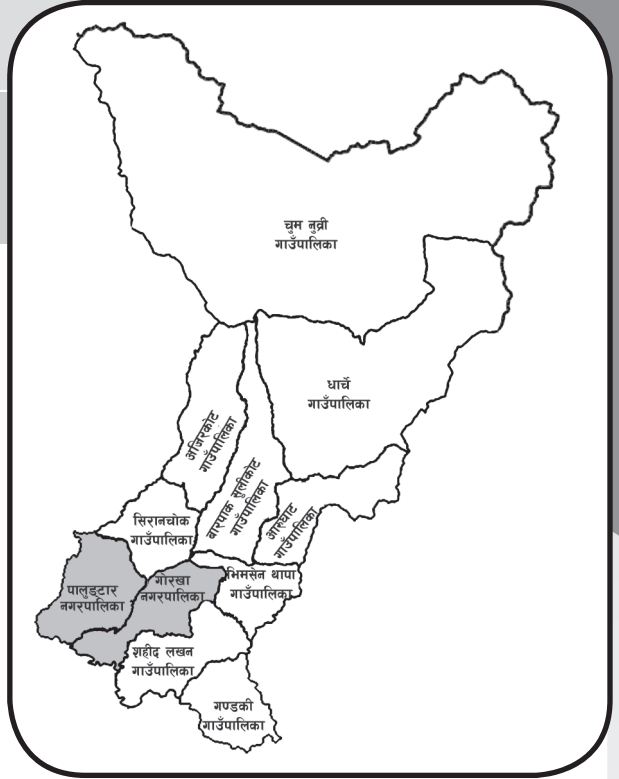 चुम नुव्री
गाउँपालिका
धार्चे
गाउँपालिका
अजिरकोट
गाउँपालिका
बारपाक सुलीकोट
गाउँपालिका
आरुघाट
गाउँपालिका
सिरानचोक
गाउँपालिका
पालुङटार
नगरपालिका
गोरखा
नगरपालिका
भिमसेन थापा
गाउँपालिका
शहीद लखन
गाउँपालिका
गण्डकी
गाउँपालिका